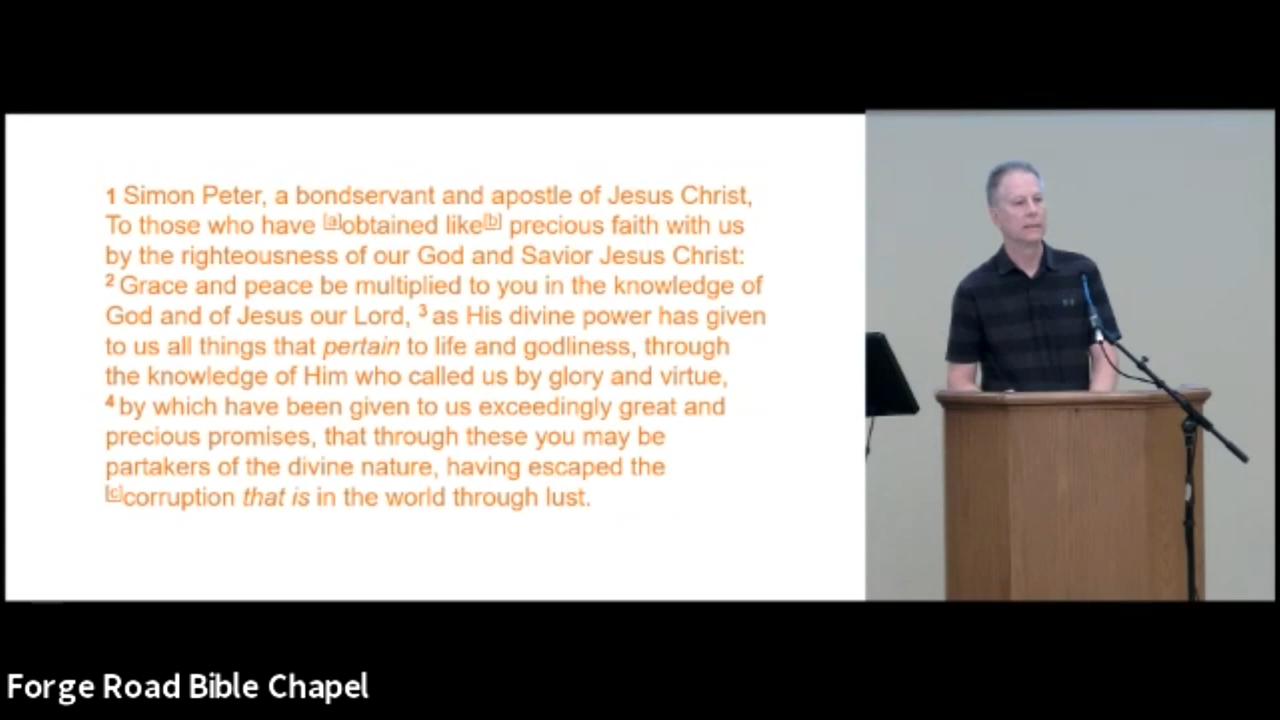 1 Simon Peter, a bondservant and apostle of Jesus Christ,
To those who have [a]obtained like[b] precious faith with us
by the righteousness of our God and Savior Jesus Christ:
2 Grace and peace be multiplied to you in the knowledge of
God and of Jesus our Lord, 3 as His divine power has given
to us all things that pertain to life and godliness, through
the knowledge of Him who called us by glory and virtue,
4 by which have been given to us exceedingly great and
precious promises, that through these you may be
partakers of the divine nature, having escaped the
[c]corruption that is in the world through lust.
Forge Road Bible Chapel